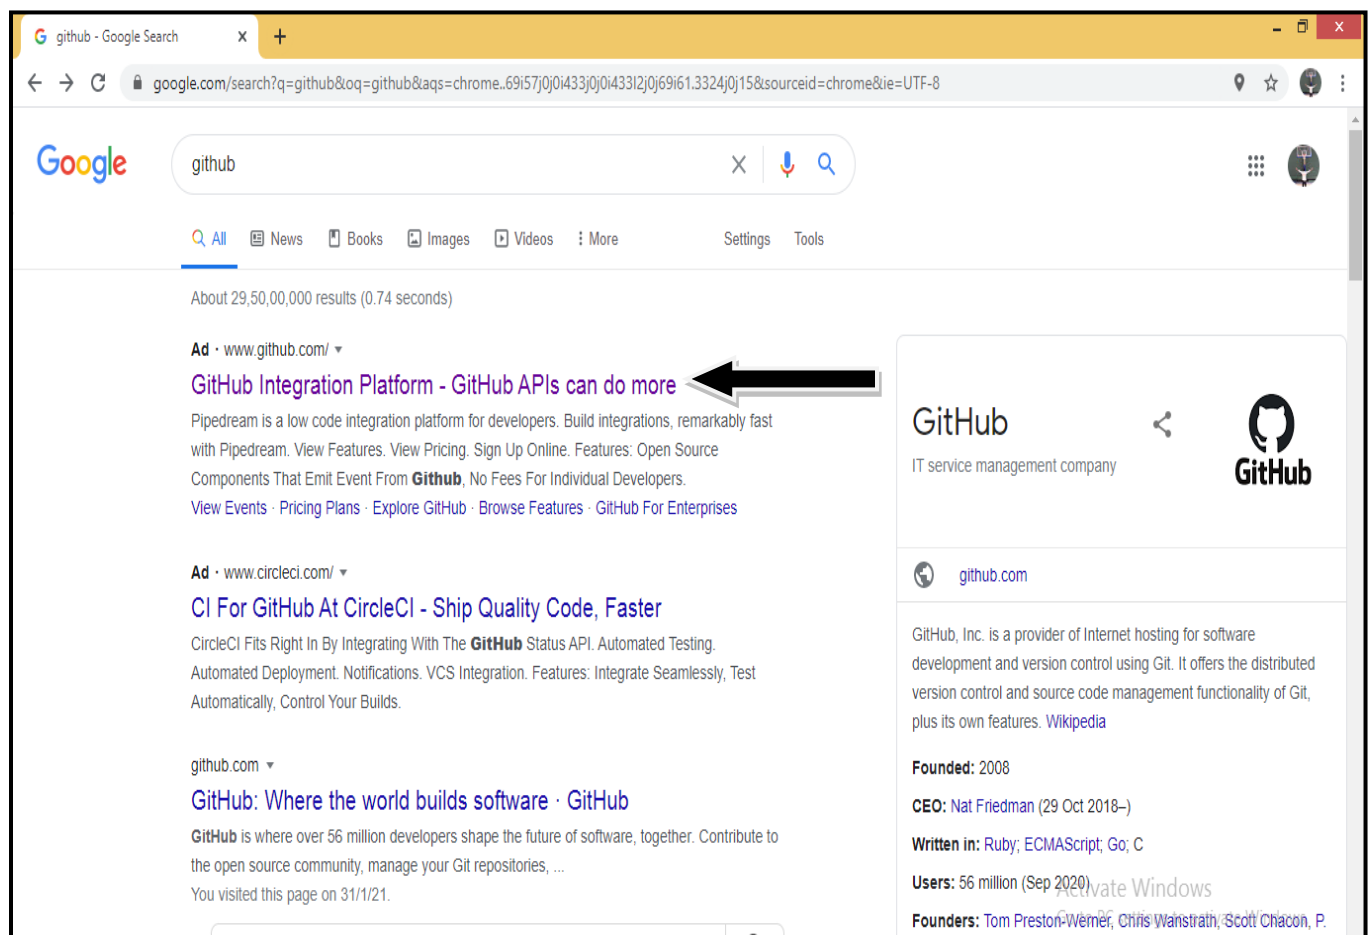 github - Google Search
google.com/search?q=github&oq=github&aqs=chrome..69i57j0j0i433j0j0i433l2j0j69i61.3324j0j15&sourceid=chrome&ie=UTF-8
Google
github
All News Books Images Videos More Settings Tools
About 29,50,00,000 results (0.74 seconds)
Ad · www.github.com/
GitHub Integration Platform - GitHub APIs can do more
Pipedream is a low code integration platform for developers. Build integrations, remarkably fast
with Pipedream. View Features. View Pricing. Sign Up Online. Features: Open Source
Components That Emit Event From Github, No Fees For Individual Developers.
View Events · Pricing Plans · Explore GitHub · Browse Features · GitHub For Enterprises
Ad · www.circleci.com/
CI For GitHub At CircleCI - Ship Quality Code, Faster
CircleCI Fits Right In By Integrating With The GitHub Status API. Automated Testing.
Automated Deployment. Notifications. VCS Integration. Features: Integrate Seamlessly, Test
Automatically, Control Your Builds.
github.com
GitHub: Where the world builds software · GitHub
GitHub is where over 56 million developers shape the future of software, together. Contribute to
the open source community, manage your Git repositories, ...
You visited this page on 31/1/21.
GitHub
IT service management company
GitHub
github.com
GitHub, Inc. is a provider of Internet hosting for software
development and version control using Git. It offers the distributed
version control and source code management functionality of Git,
plus its own features. Wikipedia
Founded: 2008
CEO: Nat Friedman (29 Oct 2018–)
Written in: Ruby; ECMAScript; Go; C
Users: 56 million (Sep 2020)
Activate Windows
Founders: Tom Preston-Werner, Chris Wanstrath, Scott Chacon, P.